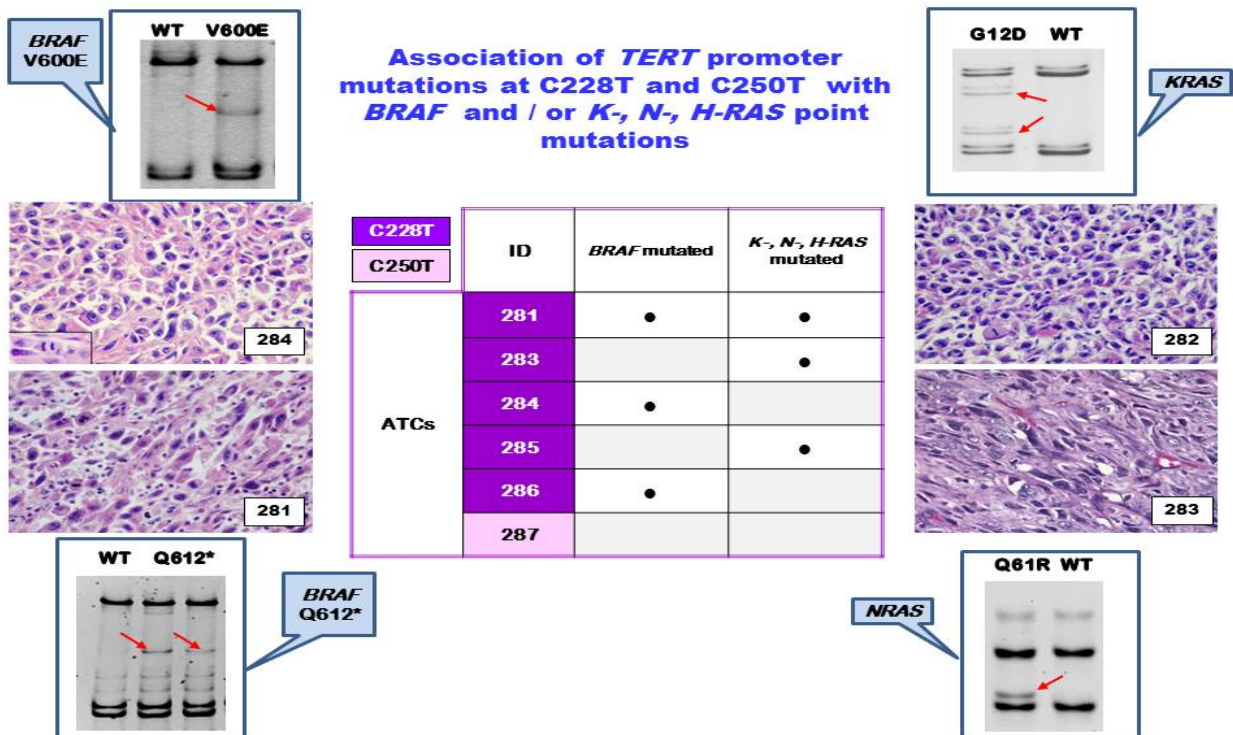 BRAF
V600E
WT V600E
Association of TERT promoter
mutations at C228T and C250T with
BRAF and / or K-, N-, H-RAS point
mutations
G12D WT
KRAS
284
281
C228T
C250T
ID
BRAF mutated
K-, N-, H-RAS
mutated
ATCs
281 • •
283 •
284 •
285 •
286 •
287
282
283
WT Q612*
BRAF
Q612*
NRAS
Q61R WT